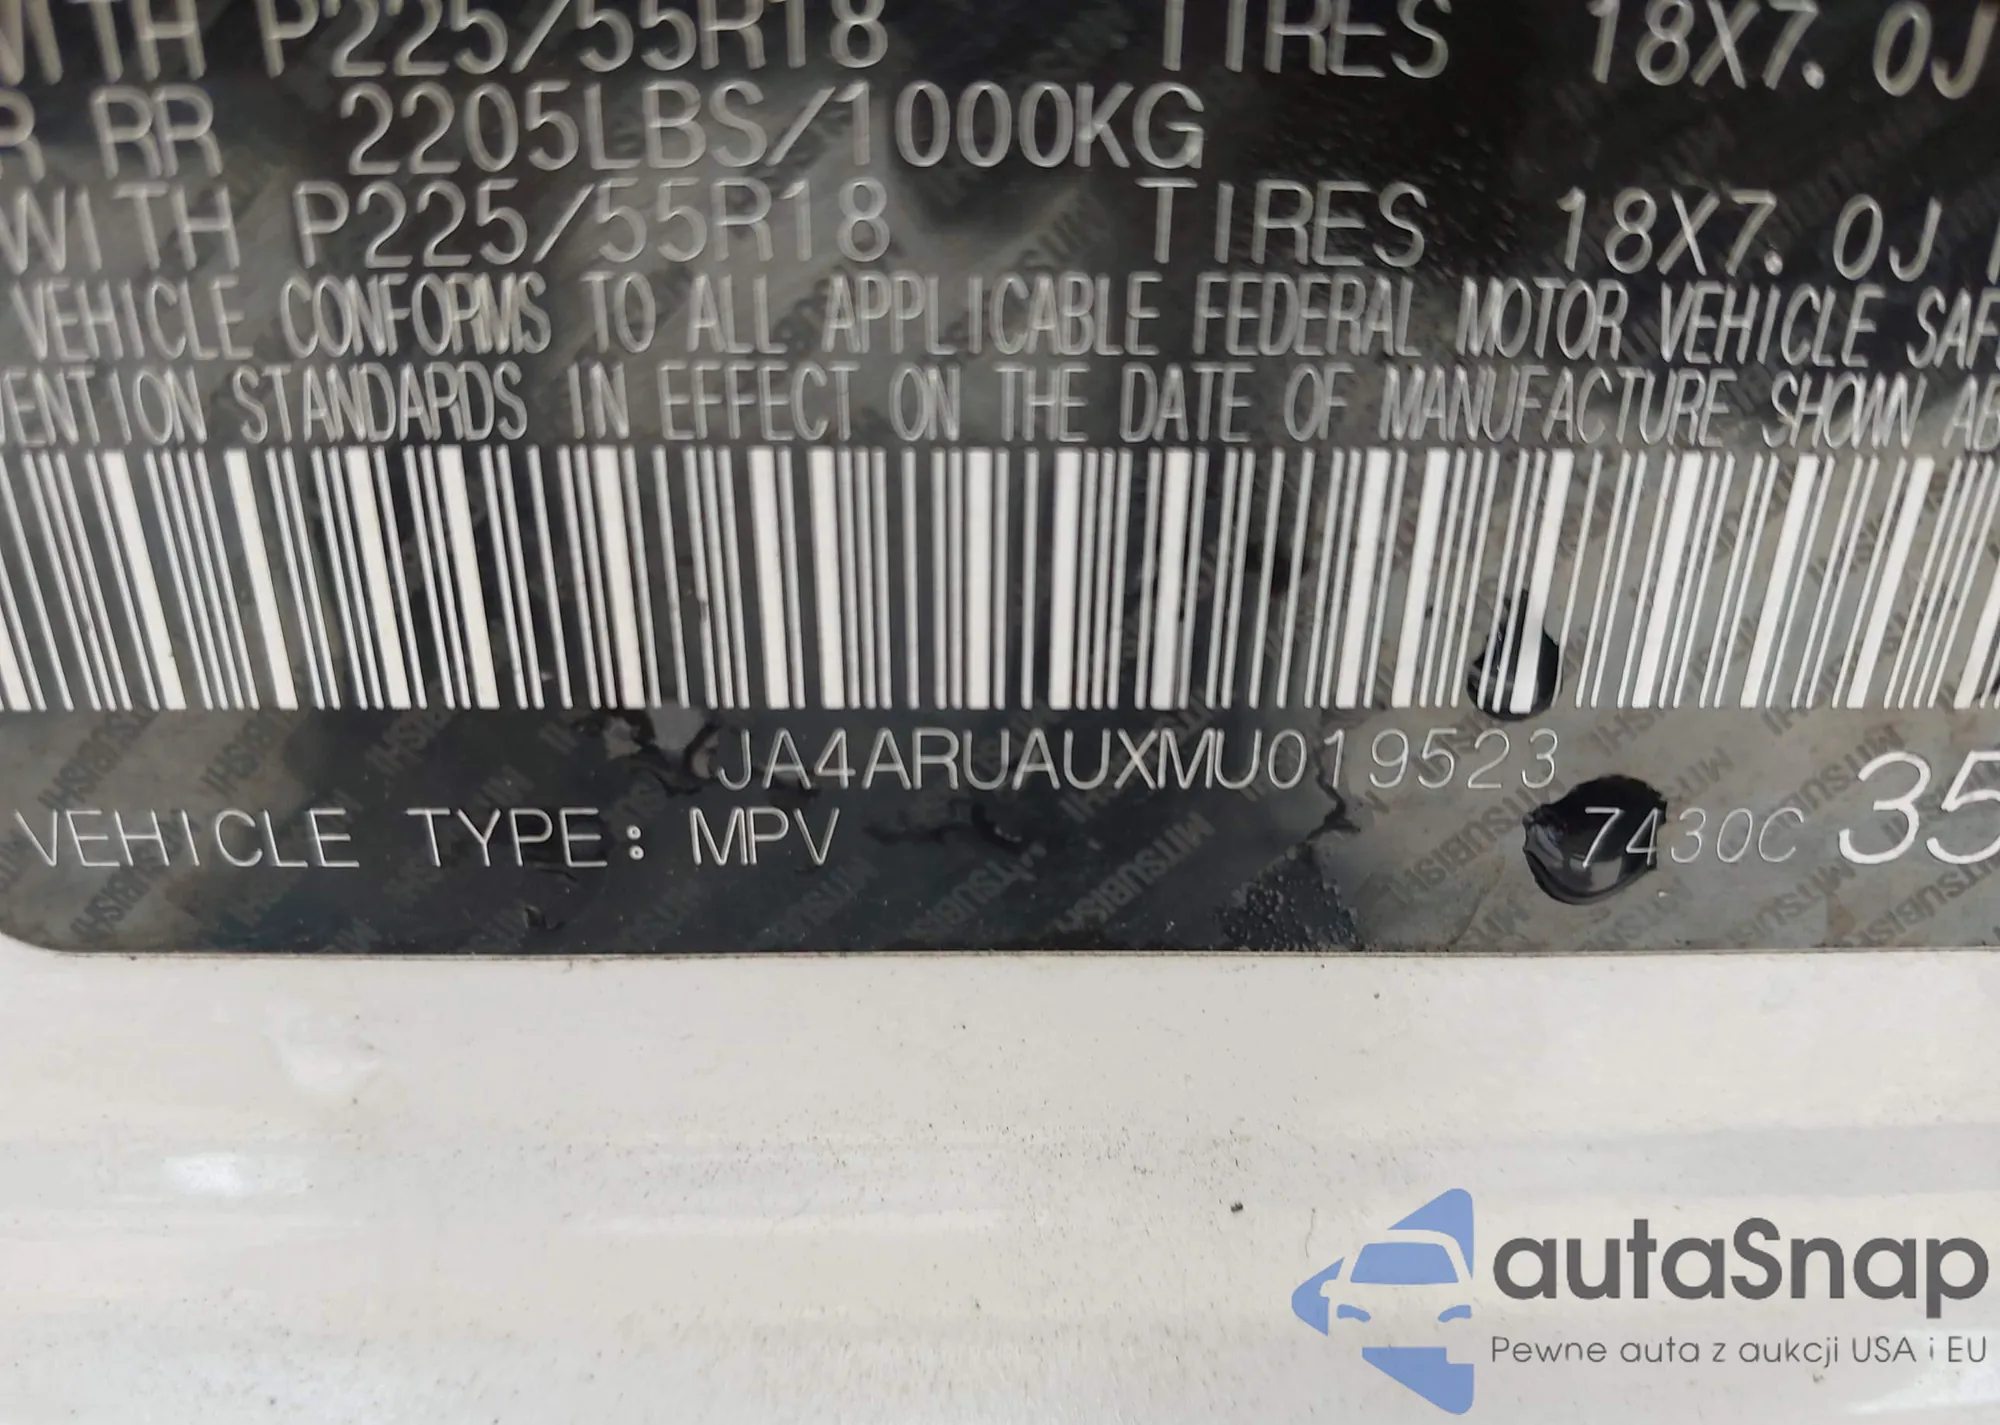 WITH P225/55R18 TIRES 18X7.0J
R RR 2205LBS/1000KG
WITH P225/55R18 TIRES 18X7.0J
VEHICLE CONFORMS TO ALL APPLICABLE FEDERAL MOTOR VEHICLE SAFE
VENTION STANDARDS IN EFFECT ON THE DATE OF MANUFACTURE SHOWN AB
JA4ARUAUXMU019523
VEHICLE TYPE: MPV 7430C 35
autaSnap
Pewne auta z aukcji USA i EU